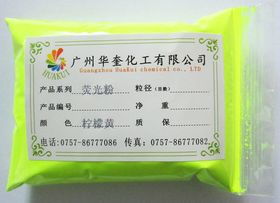 HUAKUI
广州华奎化工有限公司
Guangzhou HuaKui chemical co., LTD
产品系列 荧光粉 粒径(目数)
产品编号 净 重
颜 色 柠檬黄 质 保
电话:0757-86777086 传真:0757-86777082